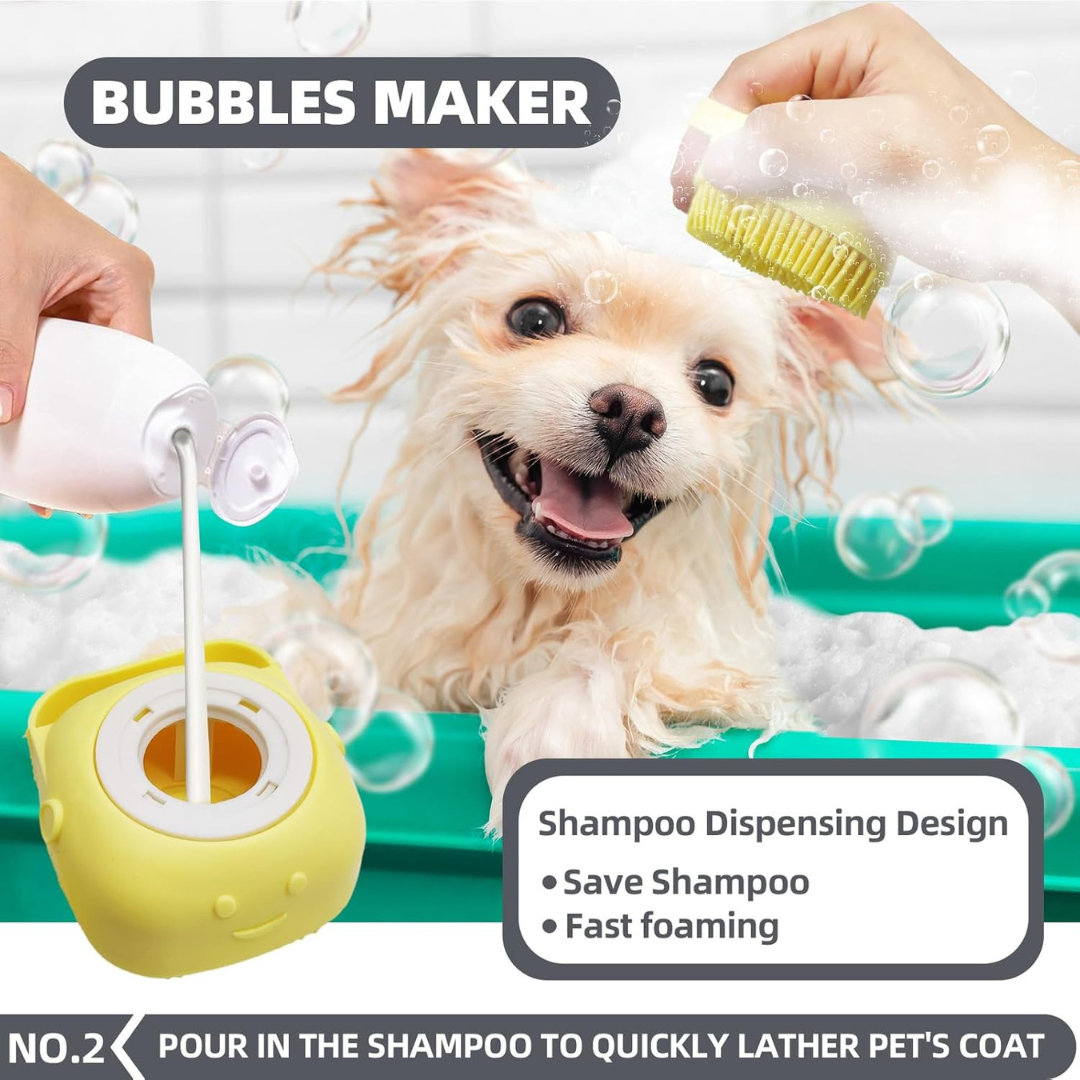 BUBBLES MAKER
Shampoo Dispensing Design
•Save Shampoo
•Fast foaming
NO.2
POUR IN THE SHAMPOO TO QUICKLY LATHER PET'S COAT